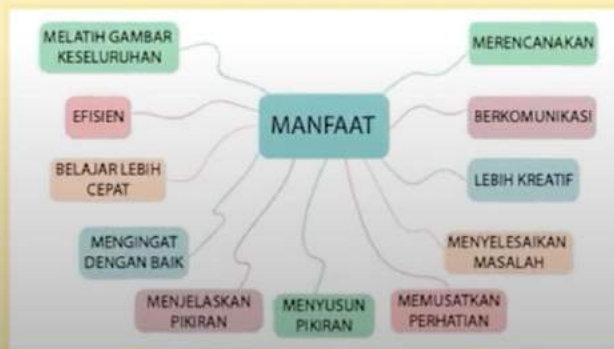 MELATIH GAMBAR
KESELURUHAN
EFISIEN
BELAJAR LEBIH
CEPAT
MENGINGAT
DENGAN BAIK
MENJELASKAN
PIKIRAN
MENYUSUN
PIKIRAN
MEMUSATKAN
PERHATIAN
MENYELESAIKAN
MASALAH
LEBIH KREATIF
BERKOMUNIKASI
MERENCANAKAN
MANFAAT